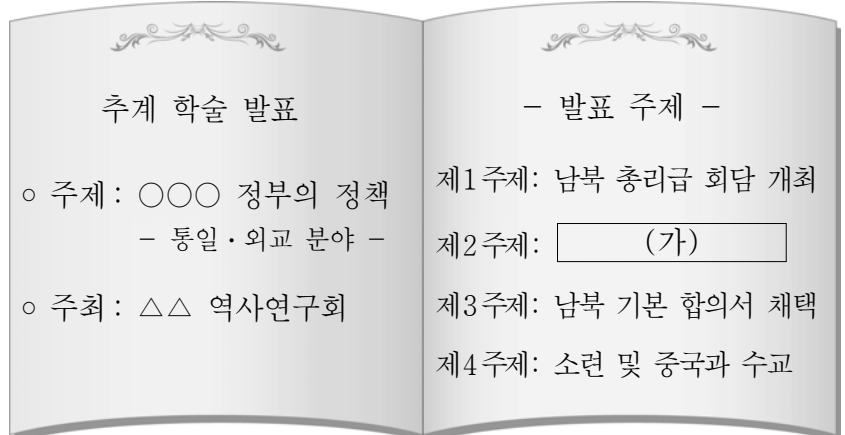 추계 학술 발표
○ 주제: ○○○ 정부의 정책
- 통일·외교 분야 -
○ 주최: △△ 역사연구회
- 발표 주제 -
제1주제: 남북 총리급 회담 개최
제2주제: (가)
제3주제: 남북 기본 합의서 채택
제4주제: 소련 및 중국과 수교